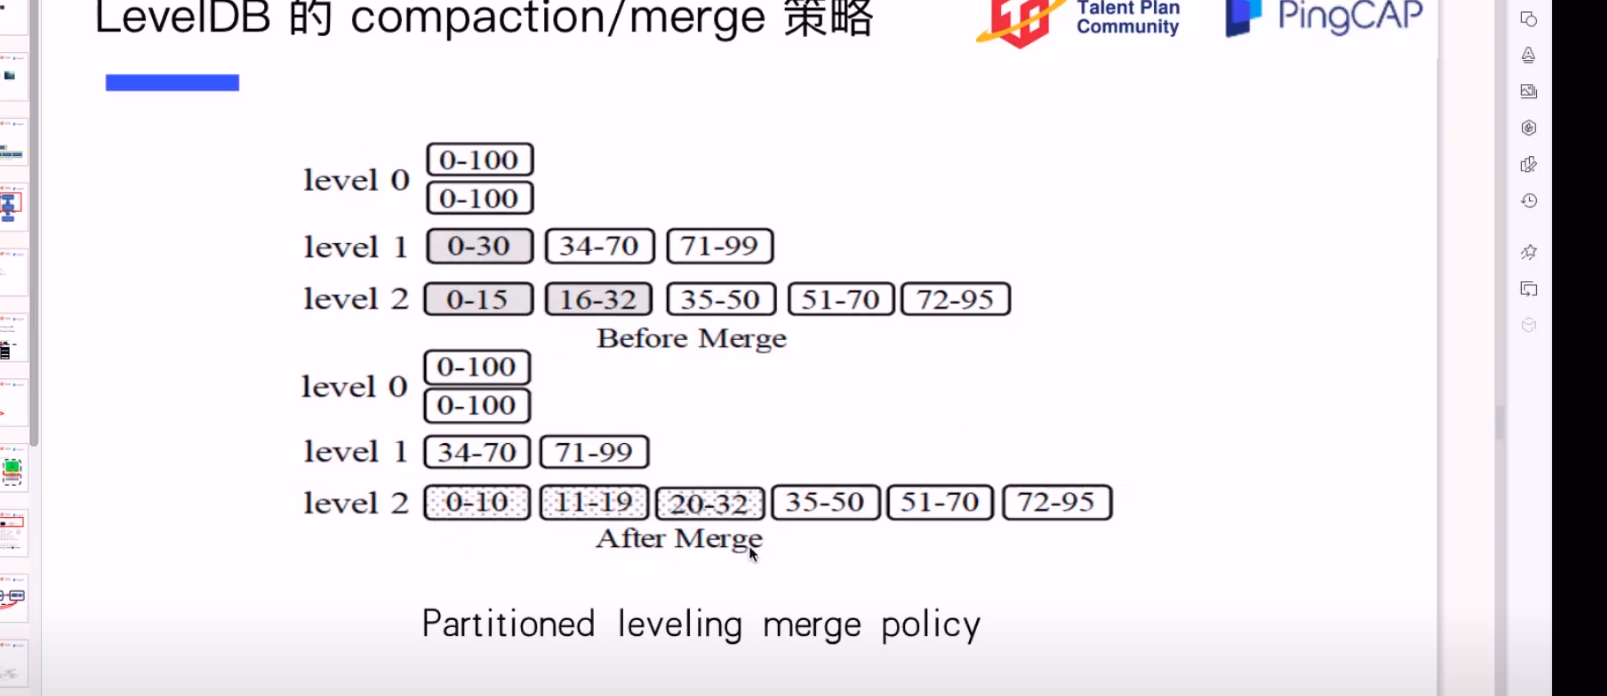 LevelDB 的 compaction/merge 策略
Talent Plan
Community
PingCAP
0-100
level 0
0-100
level 1 0-30 34-70 71-99
level 2 0-15 16-32 35-50 51-70 72-95
Before Merge
0-100
level 0
0-100
level 1 34-70 71-99
level 2 0-10 11-19 20-32 35-50 51-70 72-95
After Merge
Partitioned leveling merge policy